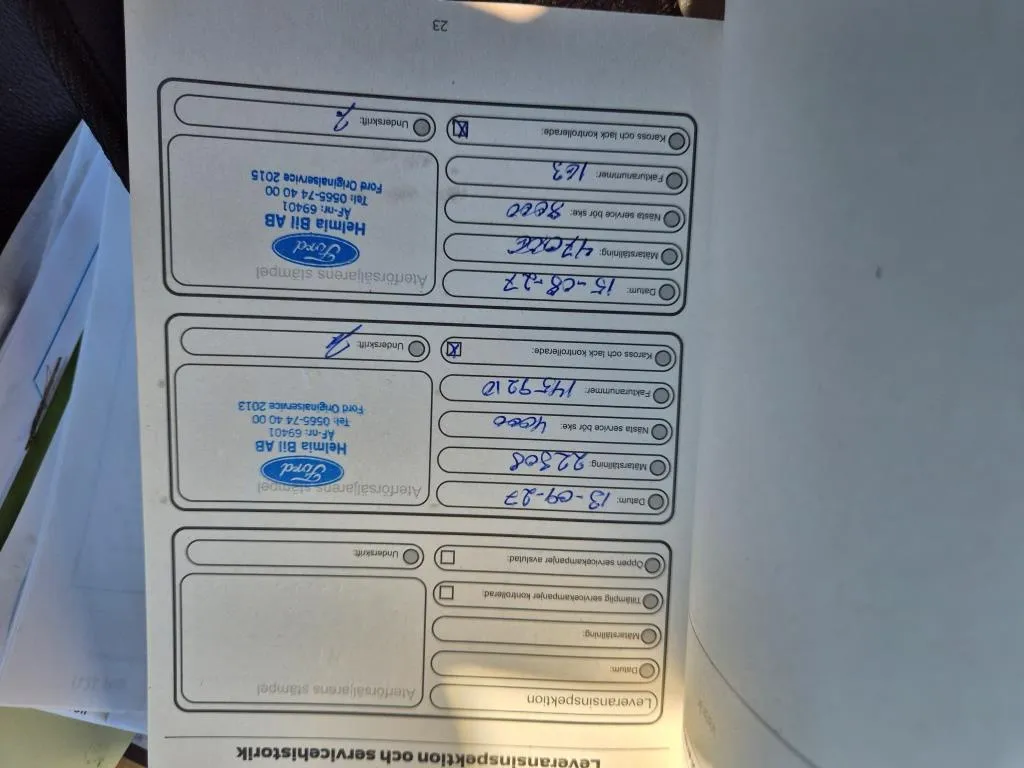 Leveransinspektion och servicehistorik
Leveransinspektion
Datum:
Mätarställning:
Tillämplig servicekampanjer kontrollerad:
Öppen servicekampanjer avslutad:
Återförsäljarens stämpel
Underskrift:
Datum: 13-09-27
Mätarställning: 22508
Nästa service bör ske: 4000
Fakturanummer: 1459210
Kaross och lack kontrollerade: X
Återförsäljarens stämpel
Ford
Helmia Bil AB
ÅF-nr: 69401
Tel: 0565-74 40 00
Ford Originalservice 2013
Underskrift:
Datum: 15-08-27
Mätarställning:
Nästa service bör ske: 8000
Fakturanummer: 163
Kaross och lack kontrollerade: X
Återförsäljarens stämpel
Ford
Helmia Bil AB
ÅF-nr: 69401
Tel: 0565-74 40 00
Ford Originalservice 2015
Underskrift:
23